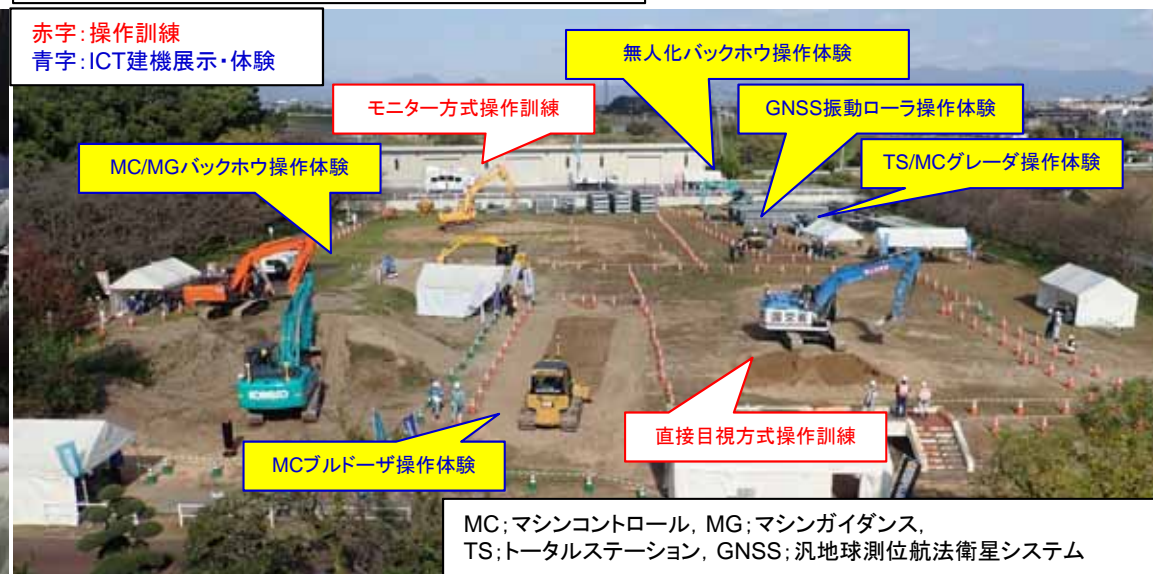 赤字：操作訓練
青字：ICT建機展示・体験
無人化バックホウ操作体験
モニター方式操作訓練
GNSS振動ローラ操作体験
MC/MGバックホウ操作体験
TS/MCグレーダ操作体験
直接目視方式操作訓練
MCブルドーザ操作体験
MC；マシンコントロール, MG；マシンガイダンス,
TS；トータルステーション, GNSS；汎地球測位航法衛星システム
KOBELCO
国交省